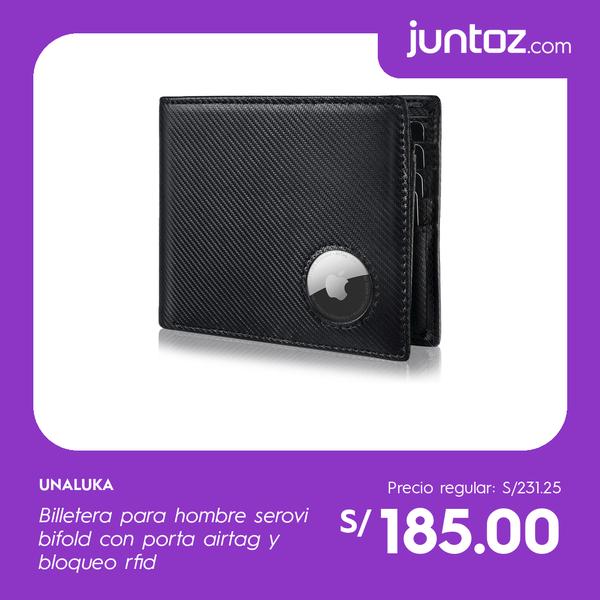 juntoz.com
UNALUKA
Billetera para hombre serovi
bifold con porta airtag y
bloqueo rfid
Precio regular: S/231.25
S/185.00